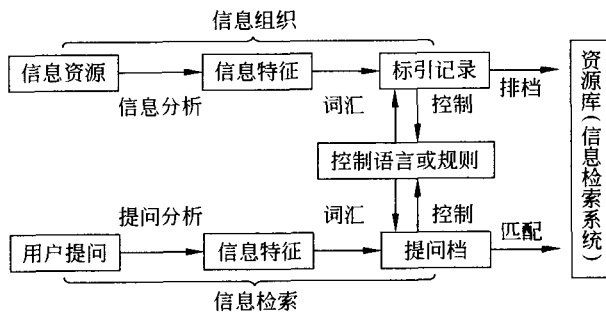 信息组织
信息资源
信息分析
信息特征
词汇
标引记录
控制
排档
控制语言或规则
用户提问
提问分析
信息特征
词汇
提问档
控制
匹配
信息检索
资源库(信息检索系统)